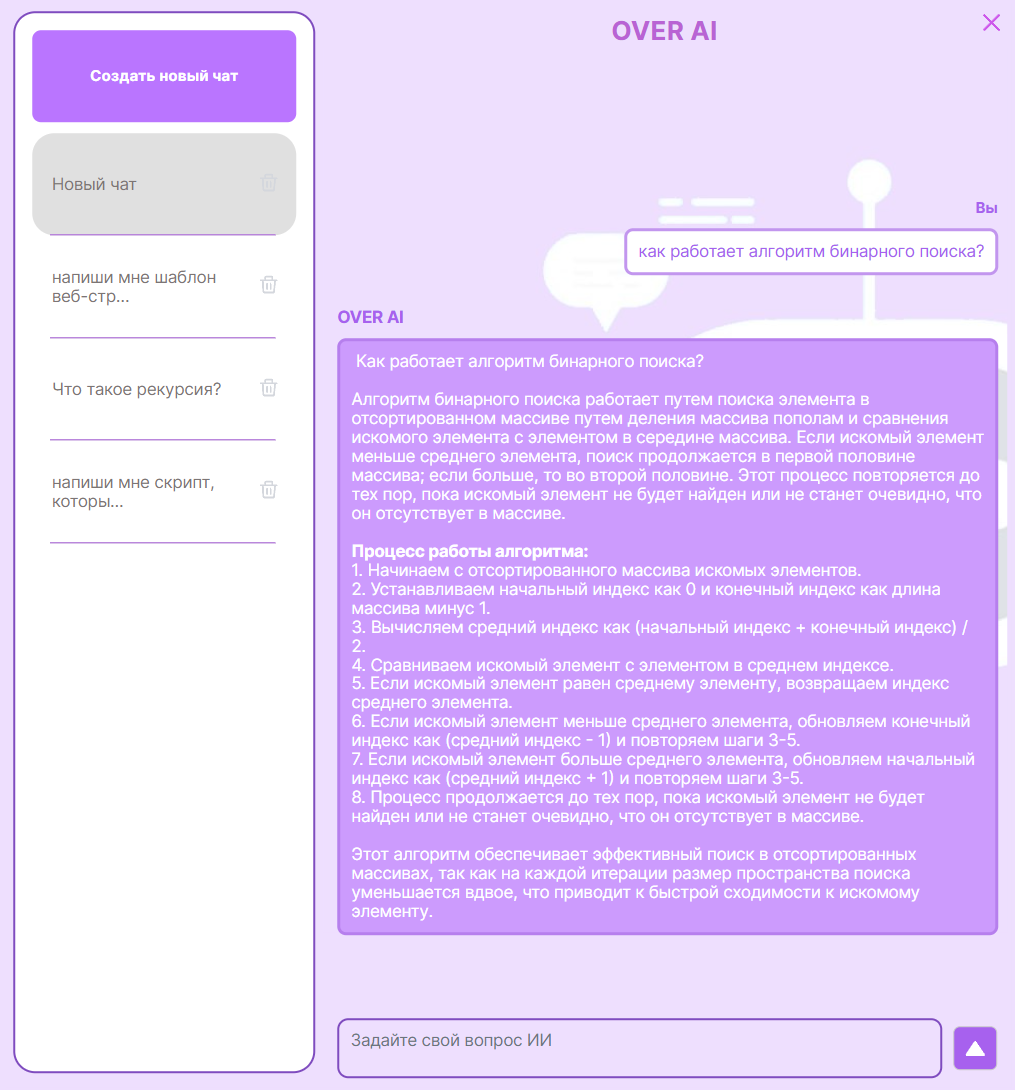 Создать новый чат
Новый чат
напиши мне шаблон
веб-стр...
Что такое рекурсия?
напиши мне скрипт,
которы...
OVER AI
Вы
как работает алгоритм бинарного поиска?
OVER AI
Как работает алгоритм бинарного поиска?
Алгоритм бинарного поиска работает путем поиска элемента в
отсортированном массиве путем деления массива пополам и сравнения
искомого элемента с элементом в середине массива. Если искомый элемент
меньше среднего элемента, поиск продолжается в первой половине
массива; если больше, то во второй половине. Этот процесс повторяется до
тех пор, пока искомый элемент не будет найден или не станет очевидно, что
он отсутствует в массиве.
Процесс работы алгоритма:
1. Начинаем с отсортированного массива искомых элементов.
2. Устанавливаем начальный индекс как 0 и конечный индекс как длина
массива минус 1.
3. Вычисляем средний индекс как (начальный индекс + конечный индекс) /
2.
4. Сравниваем искомый элемент с элементом в среднем индексе.
5. Если искомый элемент равен среднему элементу, возвращаем индекс
среднего элемента.
6. Если искомый элемент меньше среднего элемента, обновляем конечный
индекс как (средний индекс - 1) и повторяем шаги 3-5.
7. Если искомый элемент больше среднего элемента, обновляем начальный
индекс как (средний индекс + 1) и повторяем шаги 3-5.
8. Процесс продолжается до тех пор, пока искомый элемент не будет
найден или не станет очевидно, что он отсутствует в массиве.
Этот алгоритм обеспечивает эффективный поиск в отсортированных
массивах, так как на каждой итерации размер пространства поиска
уменьшается вдвое, что приводит к быстрой сходимости к искомому
элементу.
Задайте свой вопрос ИИ